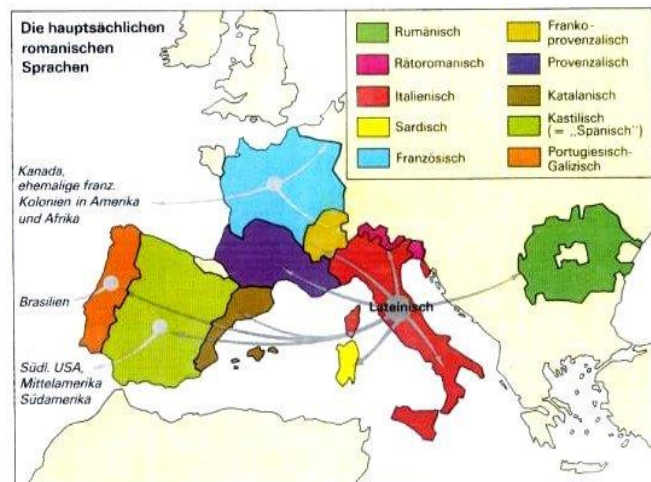 Die hauptsächlichen
romanischen
Sprachen
Rumänisch
Rätoromanisch
Italienisch
Sardisch
Französisch
Franko-
provenzalisch
Provenzalisch
Katalanisch
Kastilisch
(= „Spanisch")
Portugiesisch-
Galizisch
Kanada,
ehemalige franz.
Kolonien in Amerika
und Afrika
Brasilien
Lateinisch
Südl. USA,
Mittelamerika
Südamerika